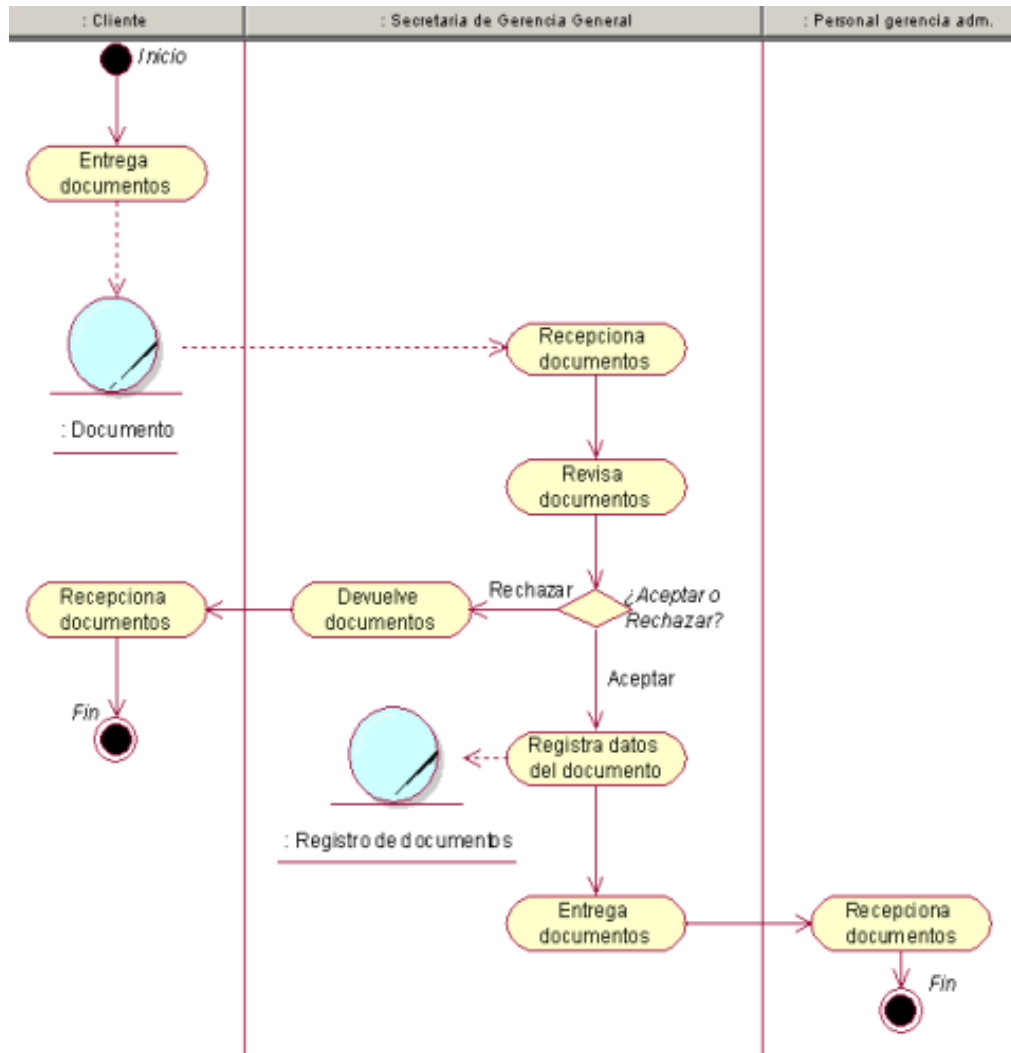 : Cliente
: Secretaria de Gerencia General
: Personal gerencia adm.
Inicio
Entrega
documentos
: Documento
Recepciona
documentos
Revisa
documentos
¿Aceptar o
Rechazar?
Rechazar
Devuelve
documentos
Recepciona
documentos
Fin
Aceptar
Registra datos
del documento
: Registro de documentos
Entrega
documentos
Recepciona
documentos
Fin